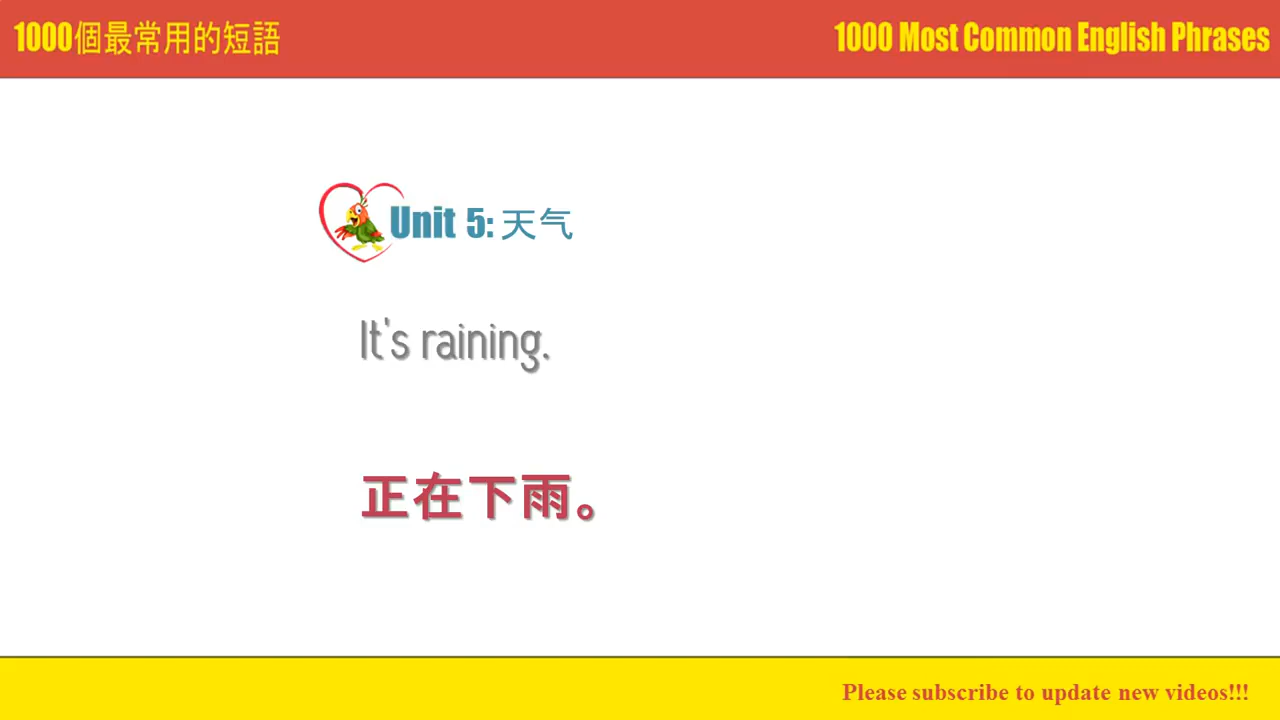 1000個最常用的短語
1000 Most Common English Phrases
Unit 5: 天气
It's raining.
正在下雨。
Please subscribe to update new videos!!!